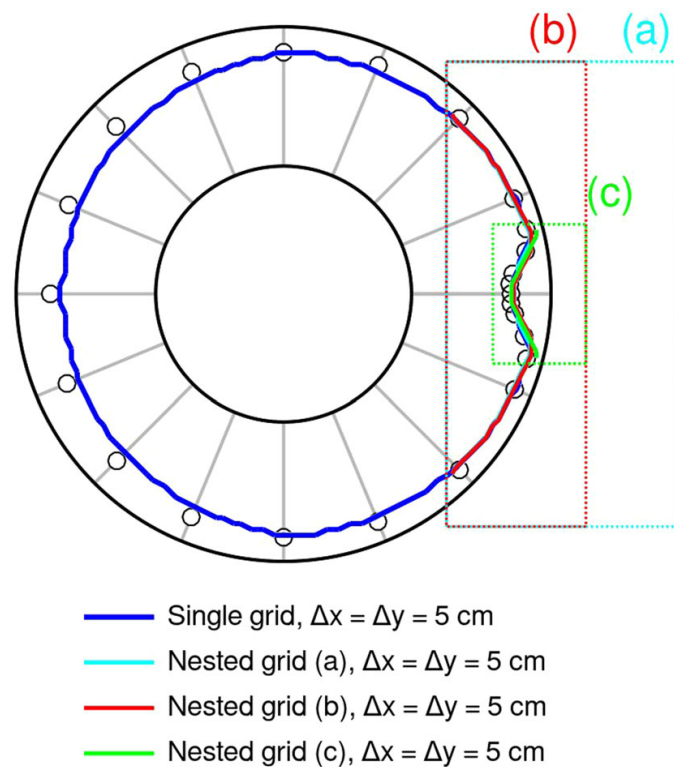 (b) (a)
(c)
Single grid, Δx = Δy = 5 cm
Nested grid (a), Δx = Δy = 5 cm
Nested grid (b), Δx = Δy = 5 cm
Nested grid (c), Δx = Δy = 5 cm